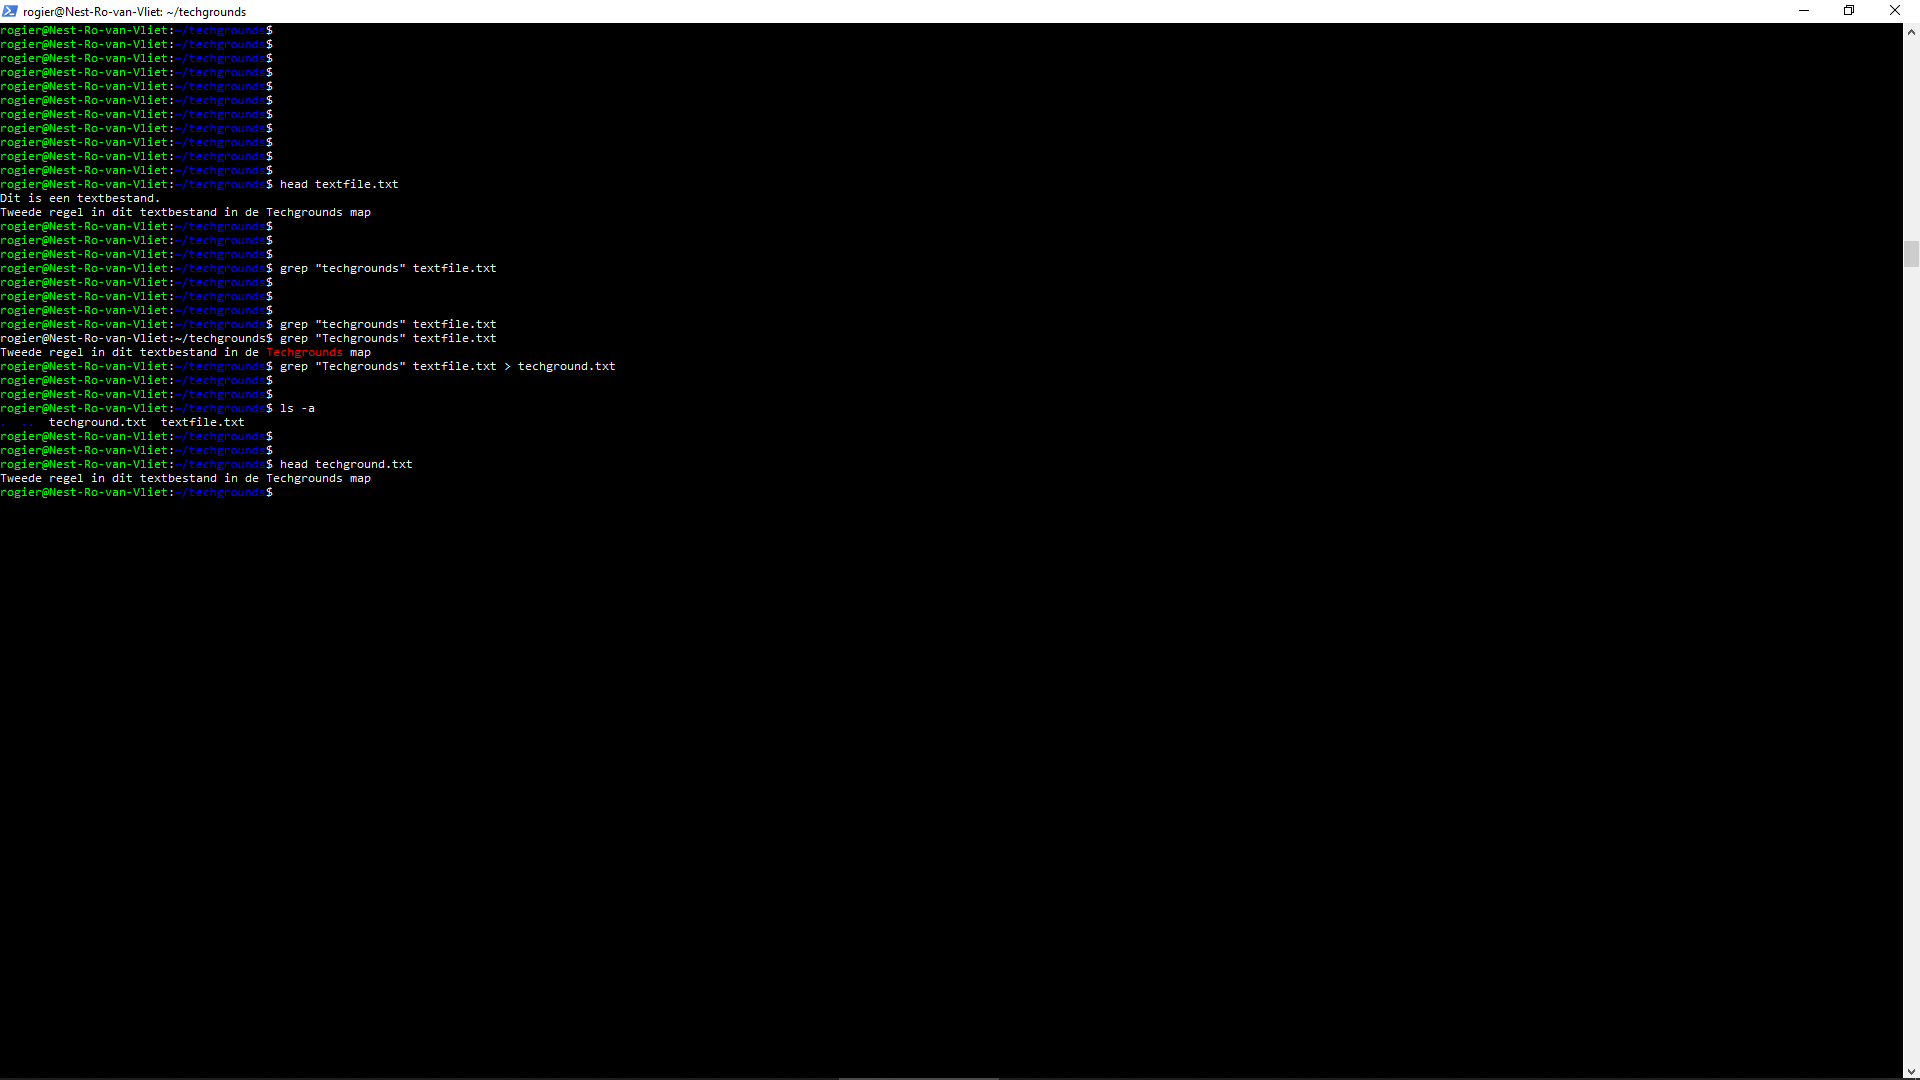 rogier@Nest-Ro-van-Vliet: ~/techgrounds
rogier@Nest-Ro-van-Vliet:~/techgrounds$
rogier@Nest-Ro-van-Vliet:~/techgrounds$
rogier@Nest-Ro-van-Vliet:~/techgrounds$
rogier@Nest-Ro-van-Vliet:~/techgrounds$
rogier@Nest-Ro-van-Vliet:~/techgrounds$
rogier@Nest-Ro-van-Vliet:~/techgrounds$
rogier@Nest-Ro-van-Vliet:~/techgrounds$
rogier@Nest-Ro-van-Vliet:~/techgrounds$
rogier@Nest-Ro-van-Vliet:~/techgrounds$
rogier@Nest-Ro-van-Vliet:~/techgrounds$
rogier@Nest-Ro-van-Vliet:~/techgrounds$
rogier@Nest-Ro-van-Vliet:~/techgrounds$ head textfile.txt
Dit is een textbestand.
Tweede regel in dit textbestand in de Techgrounds map
rogier@Nest-Ro-van-Vliet:~/techgrounds$
rogier@Nest-Ro-van-Vliet:~/techgrounds$
rogier@Nest-Ro-van-Vliet:~/techgrounds$
rogier@Nest-Ro-van-Vliet:~/techgrounds$ grep "techgrounds" textfile.txt
rogier@Nest-Ro-van-Vliet:~/techgrounds$
rogier@Nest-Ro-van-Vliet:~/techgrounds$
rogier@Nest-Ro-van-Vliet:~/techgrounds$
rogier@Nest-Ro-van-Vliet:~/techgrounds$ grep "techgrounds" textfile.txt
rogier@Nest-Ro-van-Vliet:~/techgrounds$ grep "Techgrounds" textfile.txt
Tweede regel in dit textbestand in de Techgrounds map
rogier@Nest-Ro-van-Vliet:~/techgrounds$ grep "Techgrounds" textfile.txt > techground.txt
rogier@Nest-Ro-van-Vliet:~/techgrounds$
rogier@Nest-Ro-van-Vliet:~/techgrounds$
rogier@Nest-Ro-van-Vliet:~/techgrounds$ ls -a
.  ..  techground.txt  textfile.txt
rogier@Nest-Ro-van-Vliet:~/techgrounds$
rogier@Nest-Ro-van-Vliet:~/techgrounds$
rogier@Nest-Ro-van-Vliet:~/techgrounds$ head techground.txt
Tweede regel in dit textbestand in de Techgrounds map
rogier@Nest-Ro-van-Vliet:~/techgrounds$